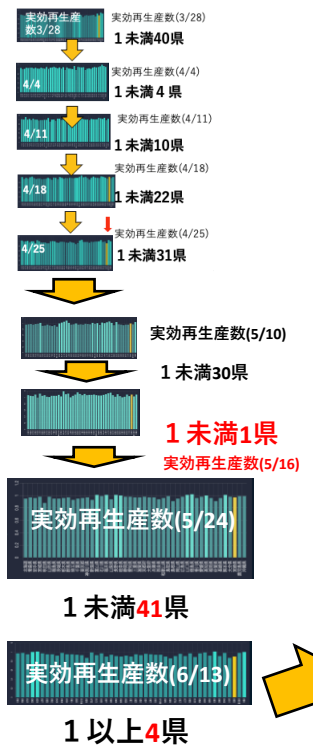 実効再生産
数3/28
実効再生産数(3/28)
１未満40県
4/4
実効再生産数(4/4)
１未満４県
4/11
実効再生産数(4/11)
１未満10県
4/18
実効再生産数(4/18)
１未満22県
4/25
実効再生産数(4/25)
１未満31県
実効再生産数(5/10)
１未満30県
１未満1県
実効再生産数(5/16)
実効再生産数(5/24)
１未満41県
実効再生産数(6/13)
１以上4県